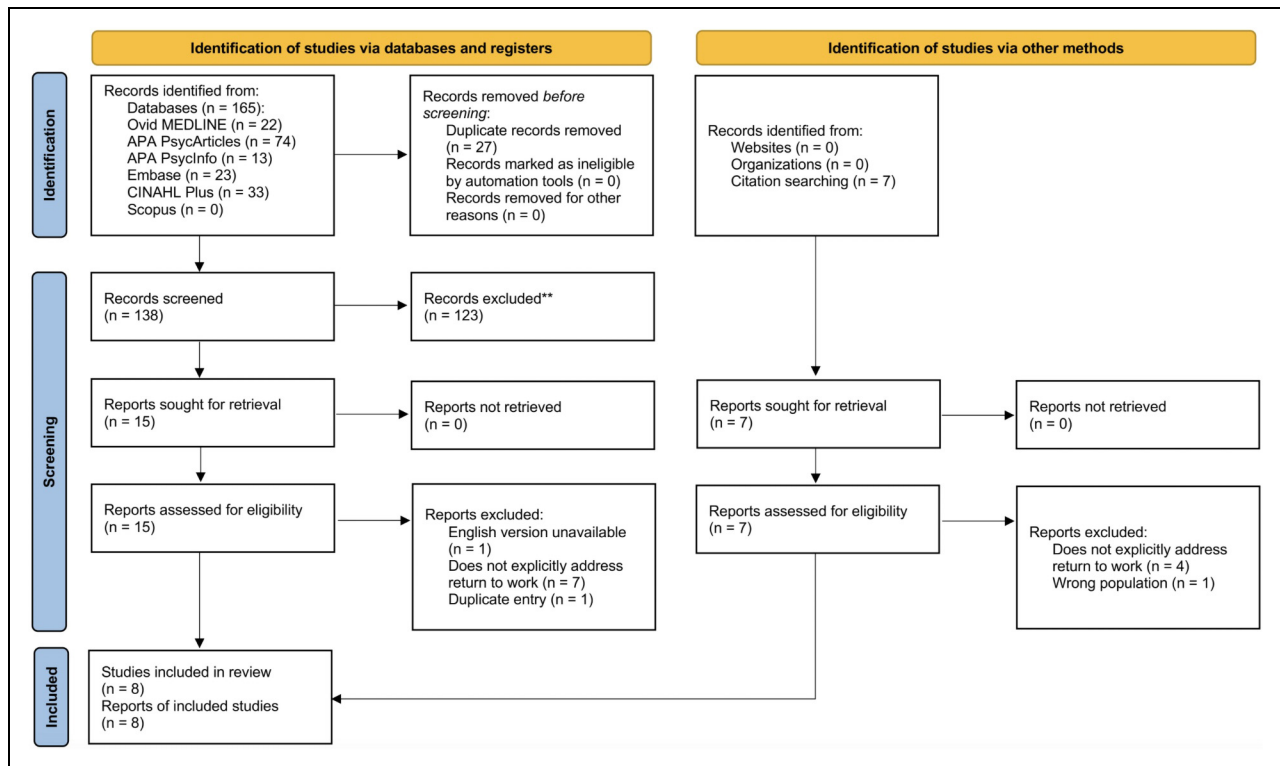 Identification of studies via databases and registers
Identification of studies via other methods
Identification
Records identified from:
Databases (n = 165):
Ovid MEDLINE (n = 22)
APA PsycArticles (n = 74)
APA PsycInfo (n = 13)
Embase (n = 23)
CINAHL Plus (n = 33)
Scopus (n = 0)
Records removed before
screening:
Duplicate records removed
(n = 27)
Records marked as ineligible
by automation tools (n = 0)
Records removed for other
reasons (n = 0)
Records identified from:
Websites (n = 0)
Organizations (n = 0)
Citation searching (n = 7)
Screening
Records screened
(n = 138)
Records excluded**
(n = 123)
Reports sought for retrieval
(n = 15)
Reports not retrieved
(n = 0)
Reports sought for retrieval
(n = 7)
Reports not retrieved
(n = 0)
Reports assessed for eligibility
(n = 15)
Reports excluded:
English version unavailable
(n = 1)
Does not explicitly address
return to work (n = 7)
Duplicate entry (n = 1)
Reports assessed for eligibility
(n = 7)
Reports excluded:
Does not explicitly address
return to work (n = 4)
Wrong population (n = 1)
Included
Studies included in review
(n = 8)
Reports of included studies
(n = 8)